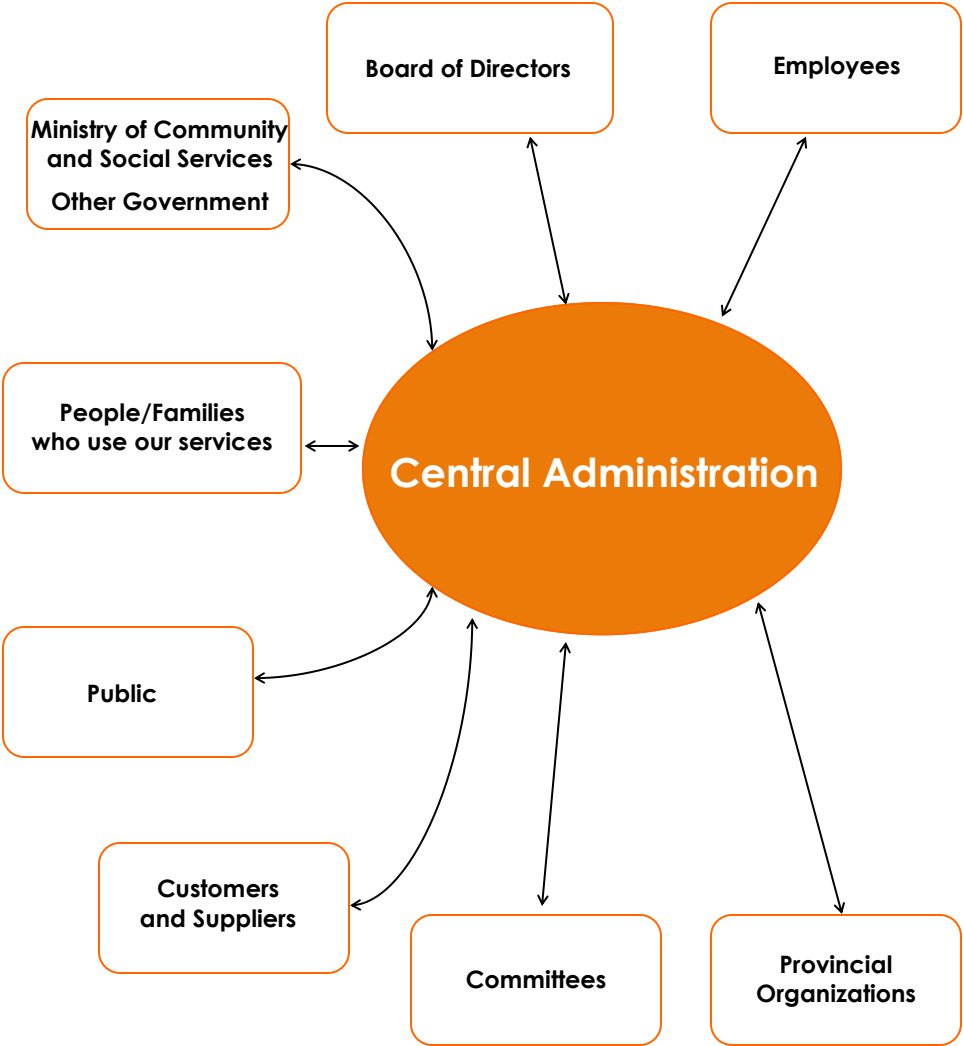 Board of Directors
Employees
Ministry of Community
and Social Services
Other Government
People/Families
who use our services
Central Administration
Public
Customers
and Suppliers
Committees
Provincial
Organizations